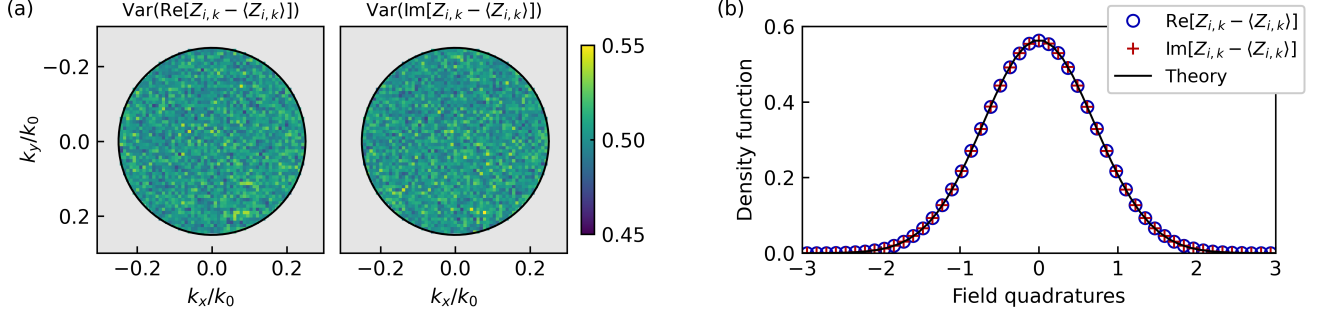 (a)
Var(Re[Z_{i,k} − ⟨Z_{i,k}⟩])
Var(Im[Z_{i,k} − ⟨Z_{i,k}⟩])
−0.2
0.0
0.2
k_y/k_0
−0.2 0.0 0.2
k_x/k_0
−0.2 0.0 0.2
k_x/k_0
0.55
0.50
0.45
(b)
Re[Z_{i,k} − ⟨Z_{i,k}⟩]
Im[Z_{i,k} − ⟨Z_{i,k}⟩]
Theory
0.6
0.4
0.2
0.0
Density function
−3 −2 −1 0 1 2 3
Field quadratures